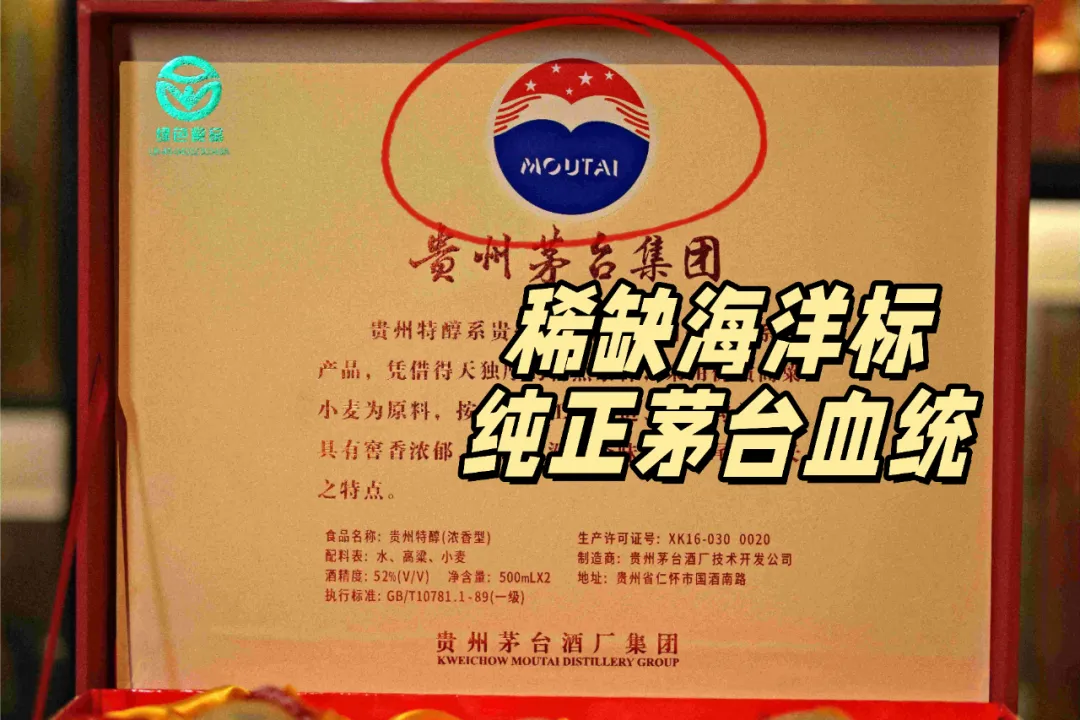 MOUTAI
贵州茅台集团
稀缺海洋标
纯正茅台血统
贵州特醇系贵
产品，凭借得天独
小麦为原料，按
具有窖香浓郁
之特点。
食品名称：贵州特醇(浓香型)
配料表：水、高粱、小麦
酒精度：52%(V/V) 净含量：500mLX2
执行标准：GB/T10781.1-89(一级)
生产许可证号：XK16-030 0020
制造商：贵州茅台酒厂技术开发公司
地址：贵州省仁怀市国酒南路
贵州茅台酒厂集团
KWEICHOW MOUTAI DISTILLERY GROUP